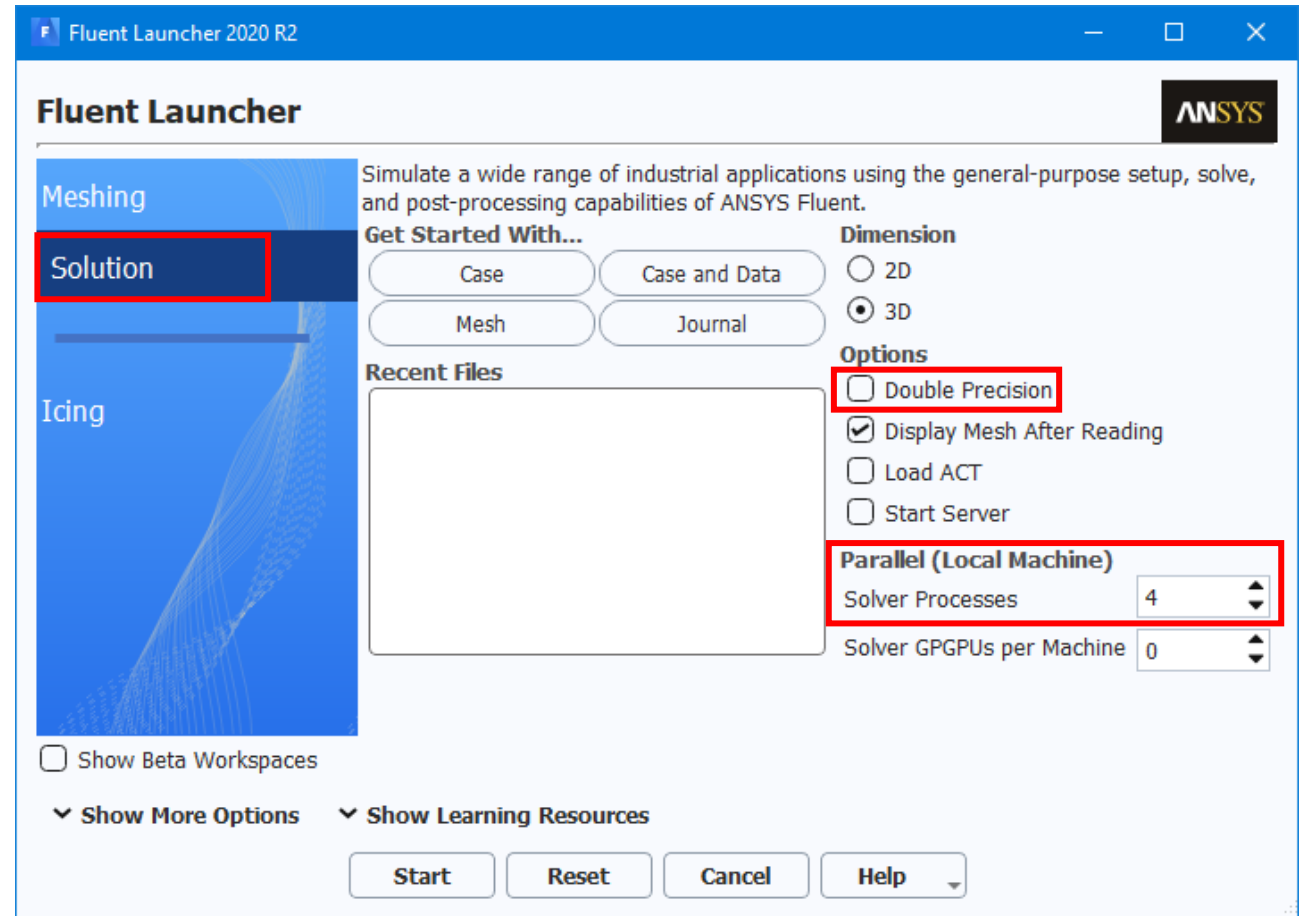 Fluent Launcher 2020 R2
Fluent Launcher
ANSYS
Meshing
Solution
Icing
Simulate a wide range of industrial applications using the general-purpose setup, solve,
and post-processing capabilities of ANSYS Fluent.
Get Started With...
Case
Case and Data
Mesh
Journal
Recent Files
Dimension
2D
3D
Options
Double Precision
Display Mesh After Reading
Load ACT
Start Server
Parallel (Local Machine)
Solver Processes 4
Solver GPGPUs per Machine 0
Show Beta Workspaces
Show More Options
Show Learning Resources
Start
Reset
Cancel
Help